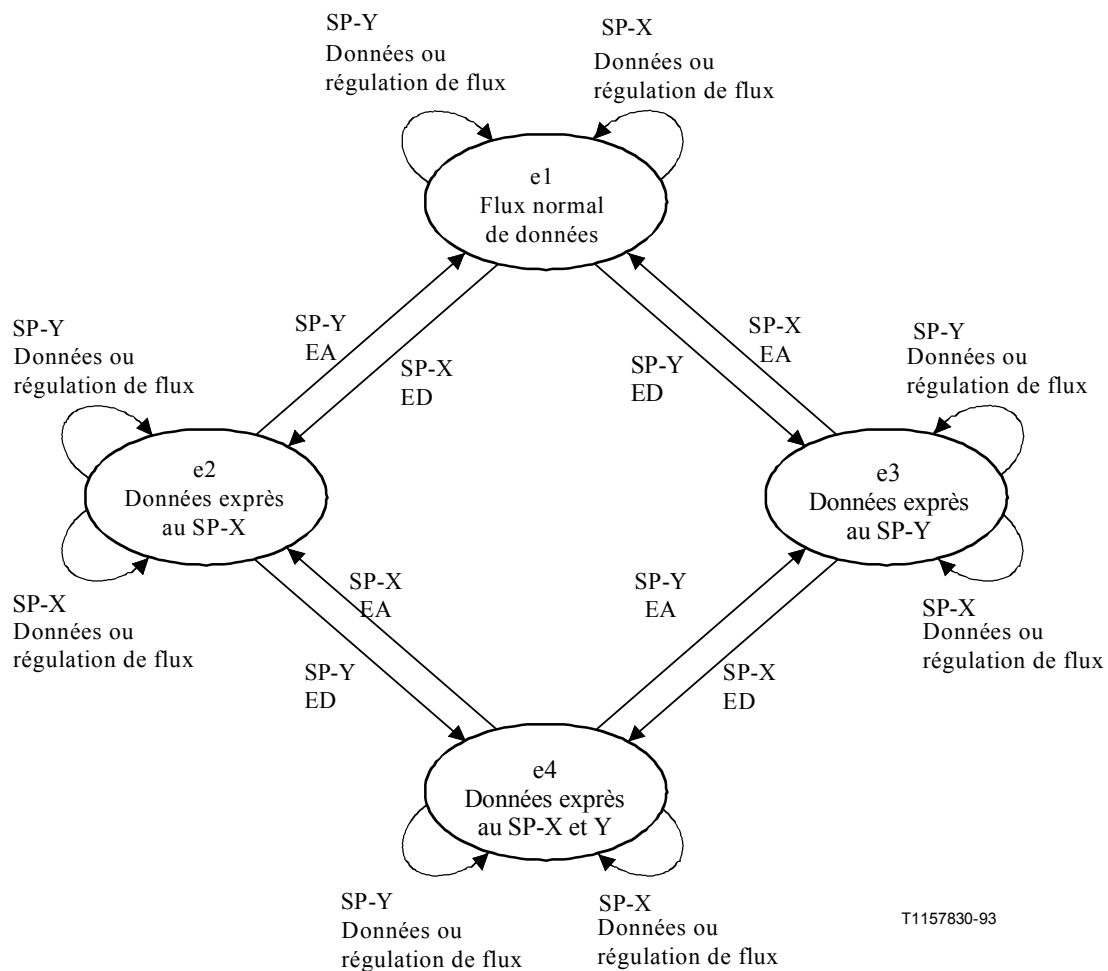 SP-Y
Données ou
régulation de flux
SP-X
Données ou
régulation de flux
e1
Flux normal
de données
SP-Y
EA
SP-X
ED
SP-X
EA
SP-Y
ED
SP-Y
Données ou
régulation de flux
SP-Y
Données ou
régulation de flux
e2
Données exprès
au SP-X
e3
Données exprès
au SP-Y
SP-X
Données ou
régulation de flux
SP-X
EA
SP-Y
ED
SP-Y
EA
SP-X
ED
SP-X
Données ou
régulation de flux
e4
Données exprès
au SP-X et Y
SP-Y
Données ou
régulation de flux
SP-X
Données ou
régulation de flux
T1157830-93